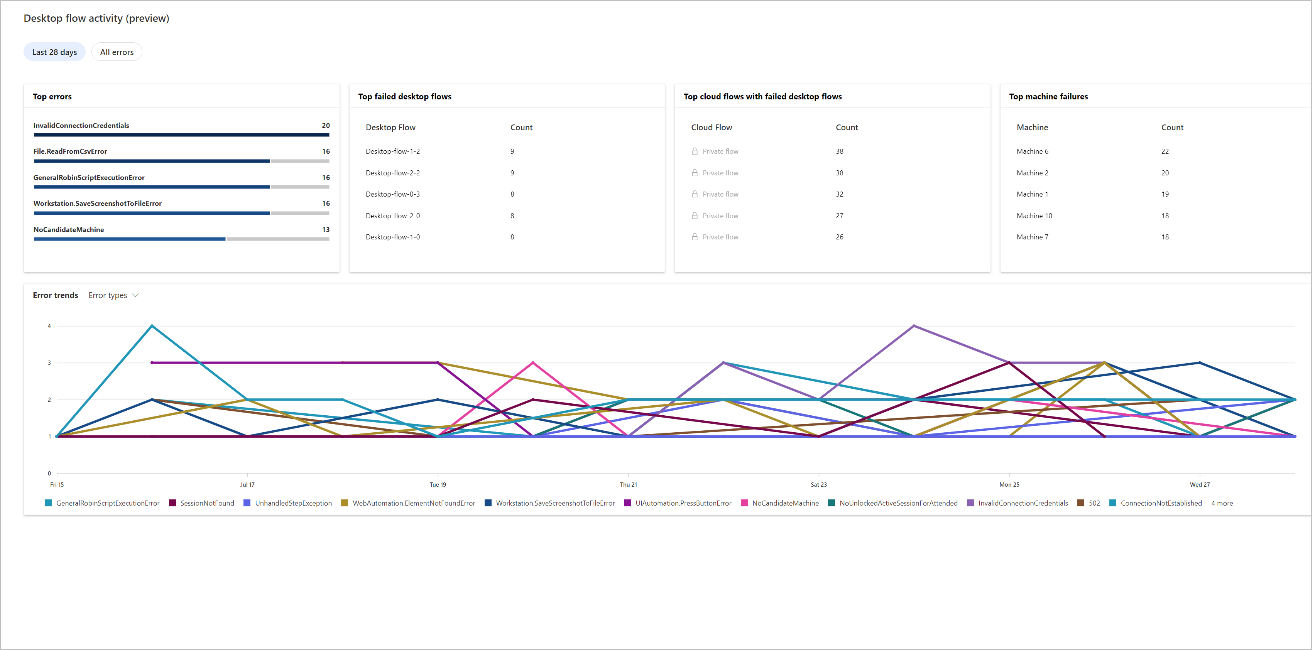 Desktop flow activity (preview)
Last 28 days
All errors
Top errors
InvalidConnectionCredentials 20
File.ReadFromCsvError 16
GeneralRobinScriptExecutionError 16
Workstation.SaveScreenshotToFileError 16
NoCandidateMachine 13
Top failed desktop flows
Desktop Flow Count
Desktop-flow-1-2 9
Desktop-flow-2-2 9
Desktop-flow-0-3 8
Desktop-flow-2-0 8
Desktop-flow-1-0 8
Top cloud flows with failed desktop flows
Cloud Flow Count
Private flow 38
Private flow 38
Private flow 32
Private flow 27
Private flow 26
Top machine failures
Machine Count
Machine 6 22
Machine 2 20
Machine 1 19
Machine 10 18
Machine 7 18
Error trends Error types
4
3
2
1
0
Fri 15 Jul 17 Tue 19 Thu 21 Sat 23 Mon 25 Wed 27
GeneralRobinScriptExecutionError SessionNotFound UnhandledStepException WebAutomation.ElementNotFoundError Workstation.SaveScreenshotToFileError UIAutomation.PressButtonError NoCandidateMachine NoUnlockedActiveSessionForAttended InvalidConnectionCredentials 502 ConnectionNotEstablished 4 more